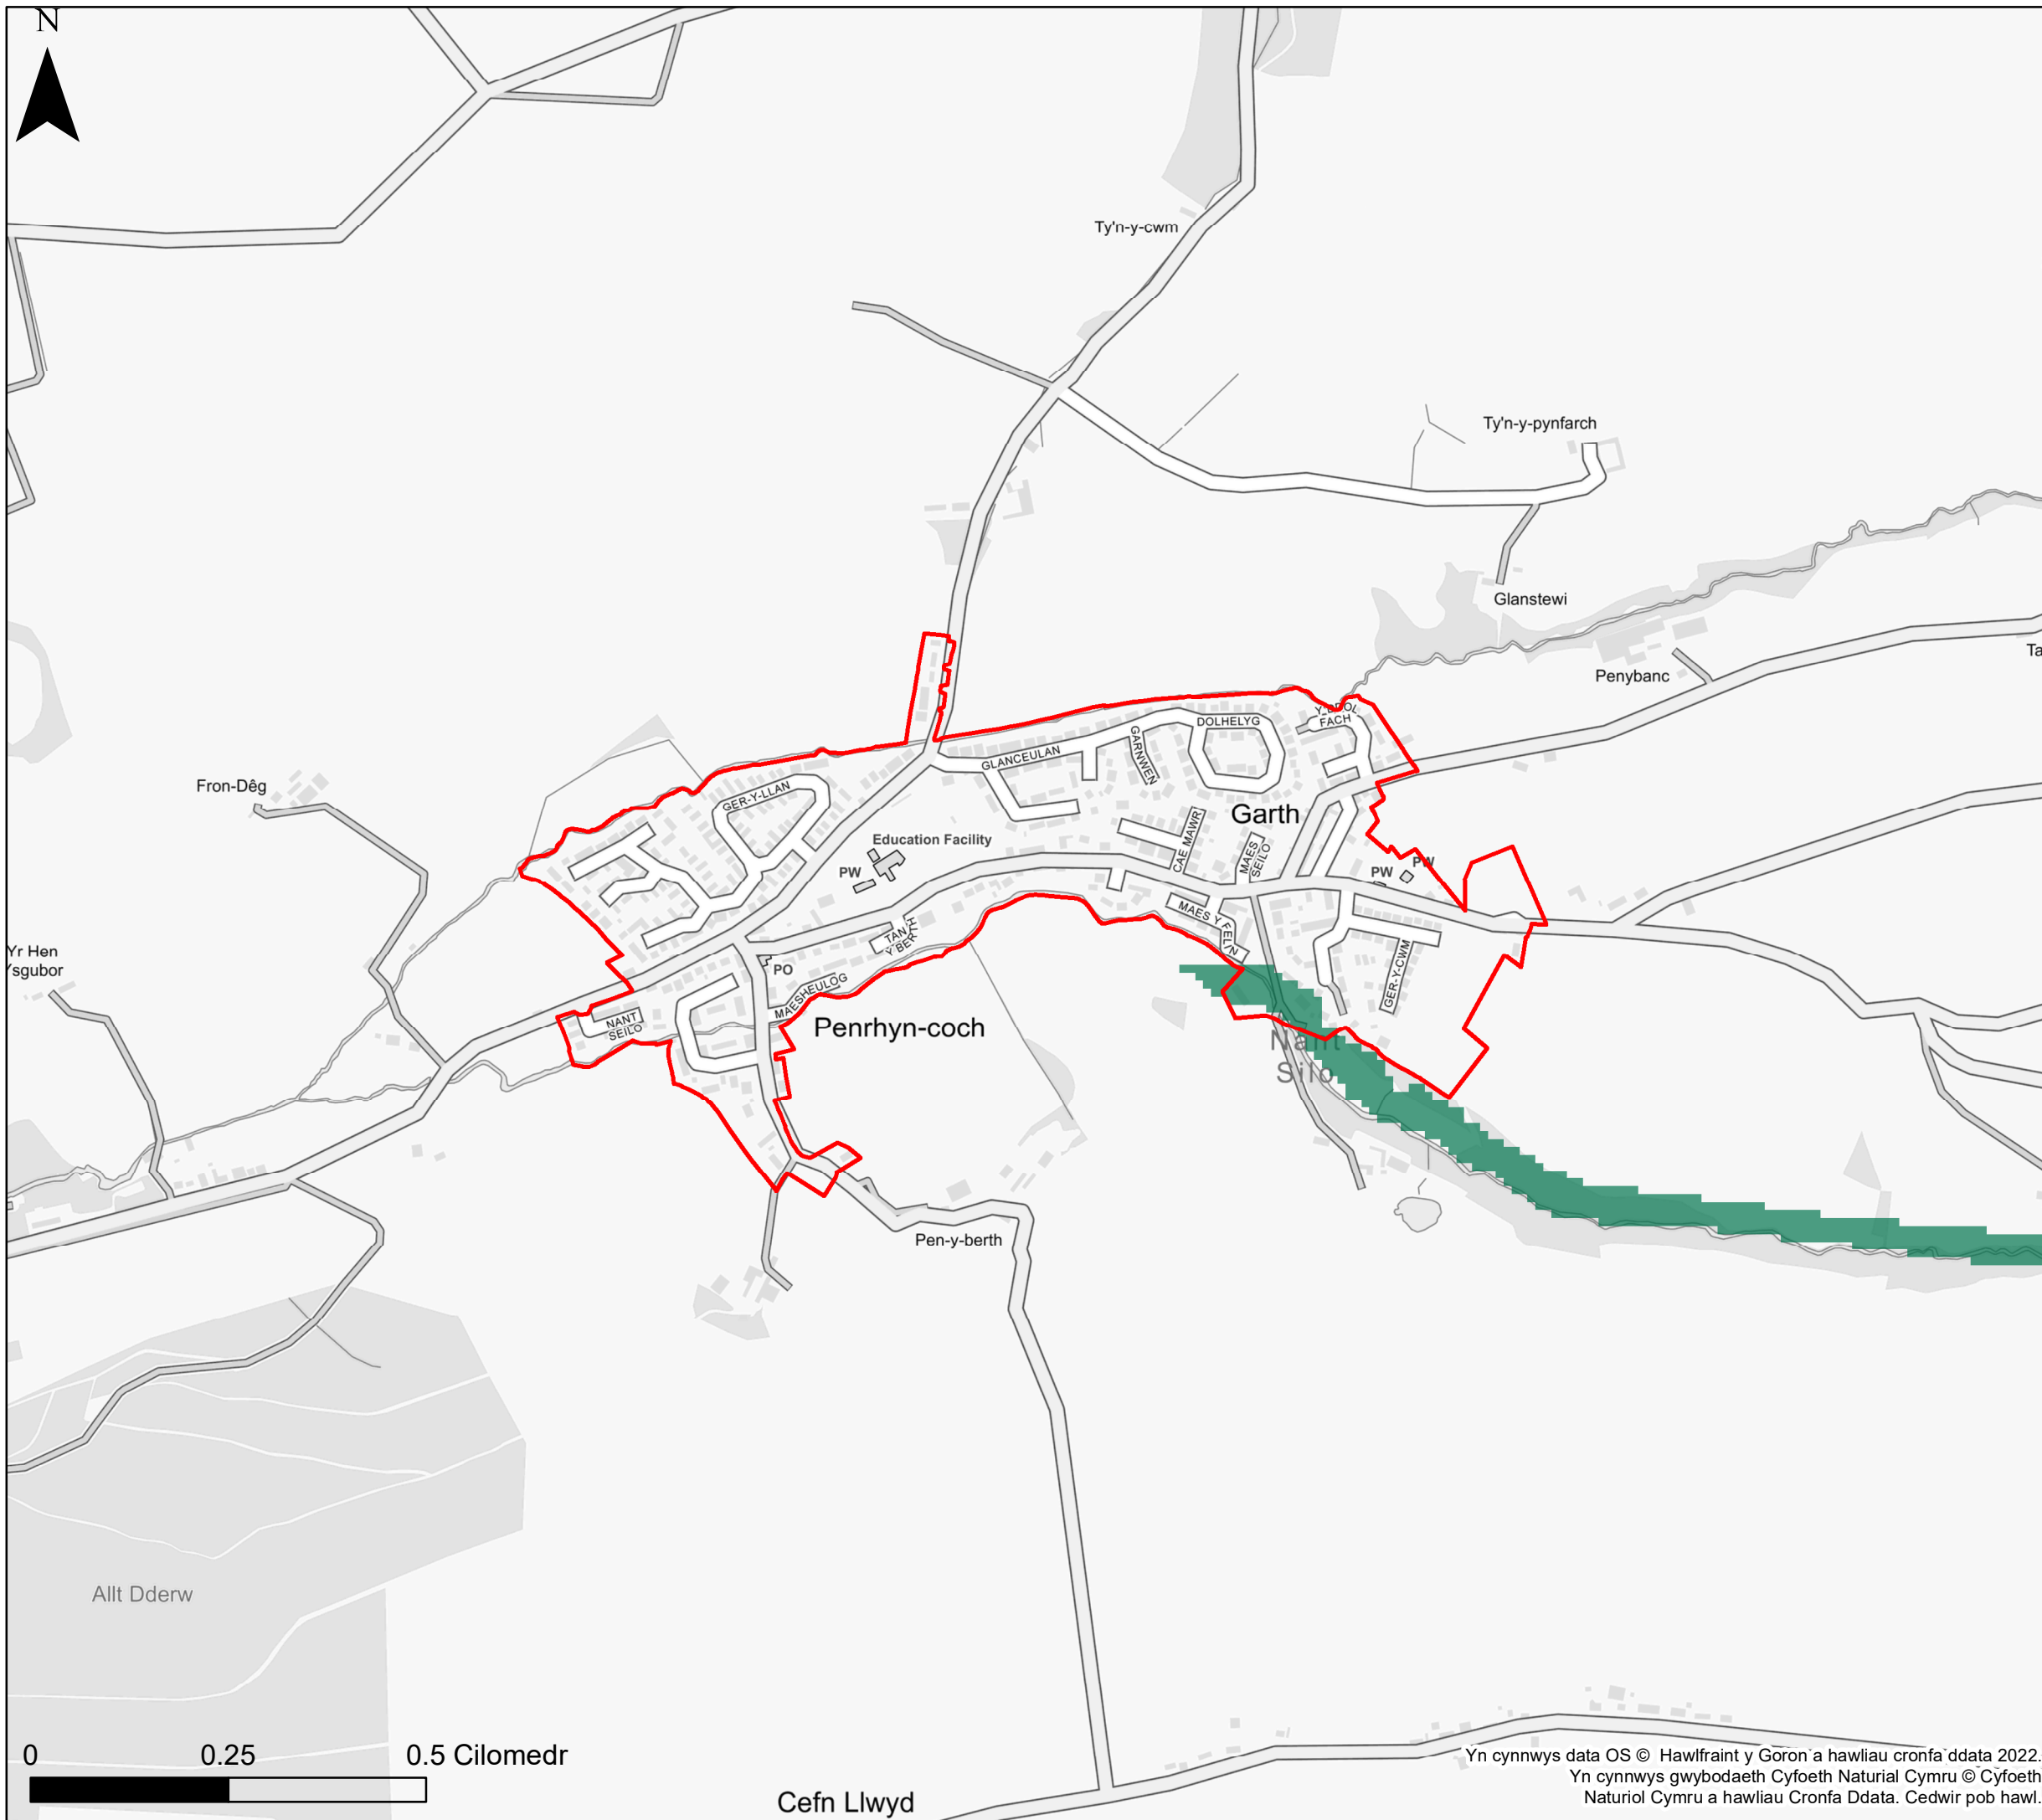 N
Ty'n-y-cwm
Ty'n-y-pynfarch
Glanstewi
Ta
Penybanc
Y DDOL
FACH
DOLHELYG
GARNWEN
GLANCEULAN
Fron-Dêg
GER-Y-LLAN
Garth
Education Facility
CAE MAWR
MAES
SEILO
PW
PW
PW
MAES Y FELIN
TAN
Y BERTH
Yr Hen
Ysgubor
GER-Y-CWM
PO
MAESHEULOG
NANT
SEILO
Penrhyn-coch
Nant
Silo
Pen-y-berth
Allt Dderw
0 0.25 0.5 Cilomedr
Yn cynnwys data OS © Hawlfraint y Goron a hawliau cronfa ddata 2022.
Yn cynnwys gwybodaeth Cyfoeth Naturial Cymru © Cyfoeth
Naturiol Cymru a hawliau Cronfa Ddata. Cedwir pob hawl.
Cefn Llwyd